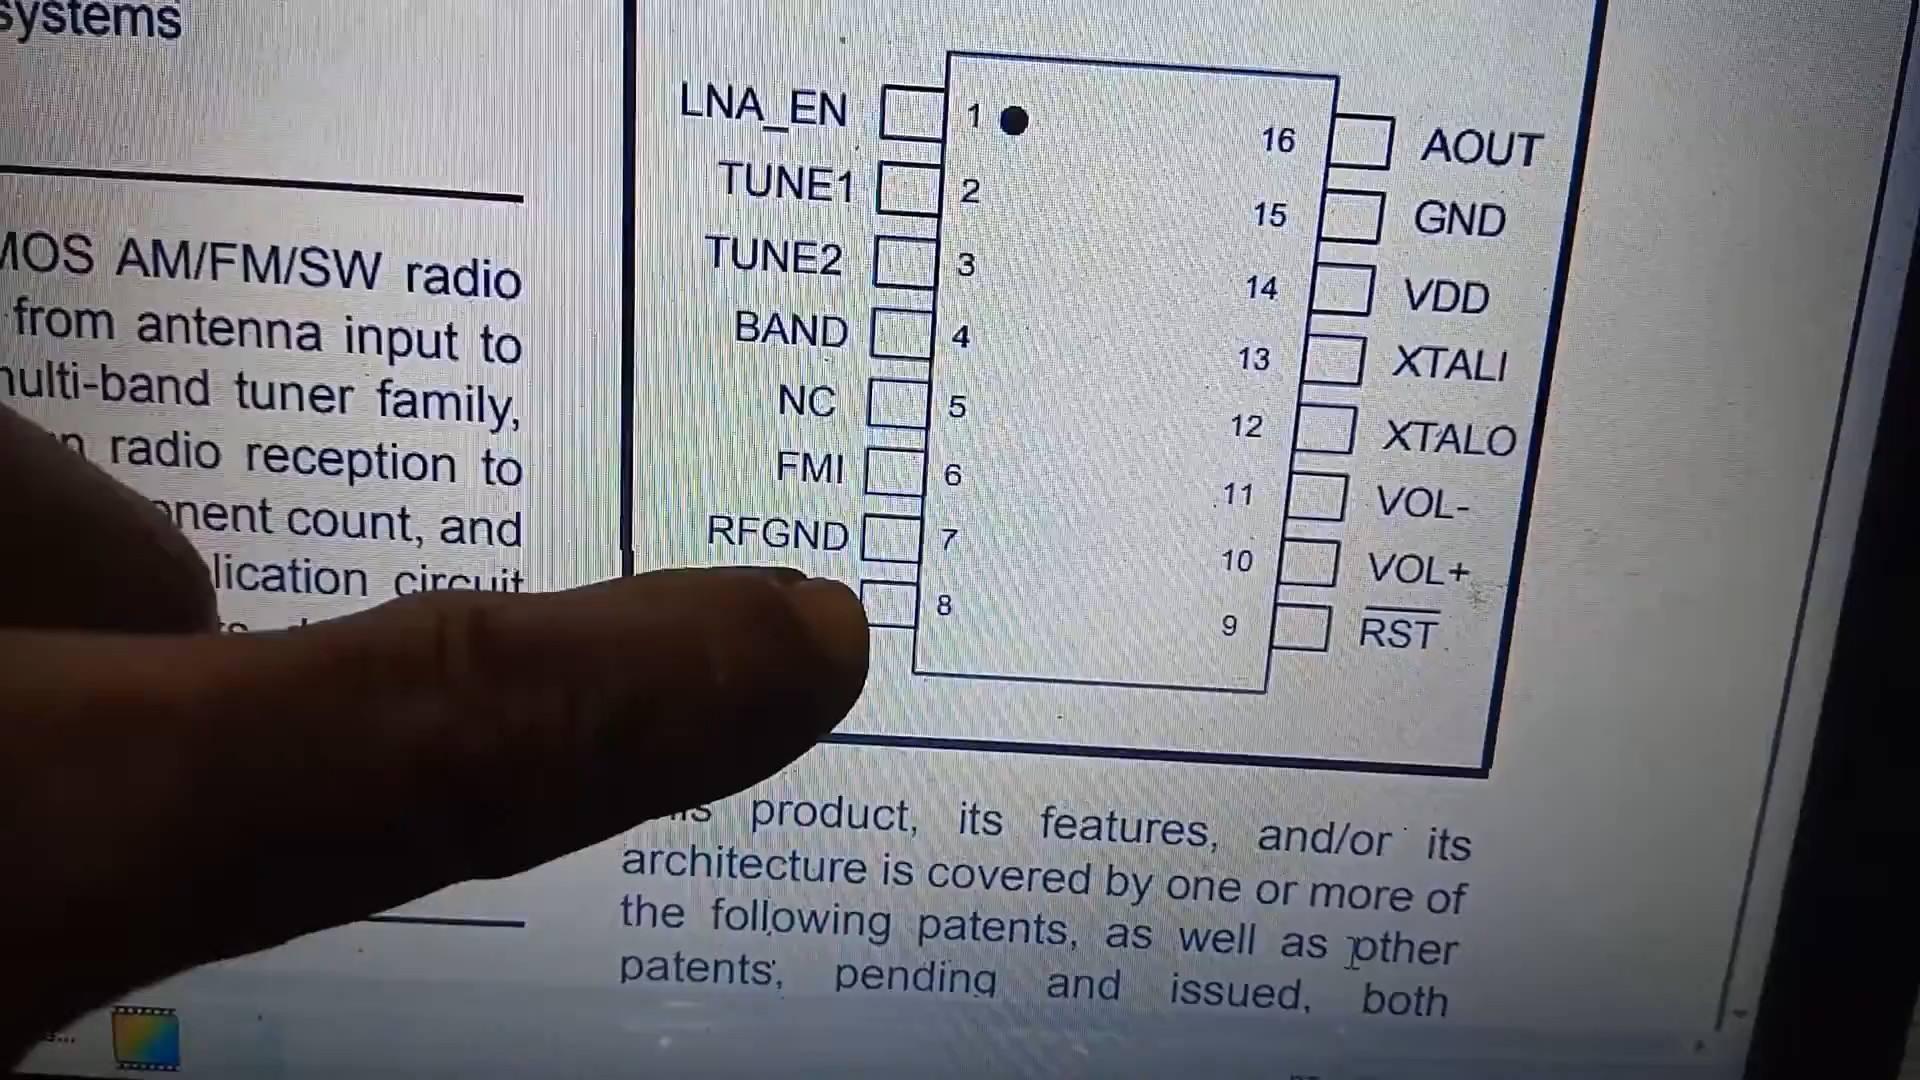 systems
MOS AM/FM/SW radio
from antenna input to
multi-band tuner family,
radio reception to
component count, and
application circuit
LNA_EN 1
TUNE1 2
TUNE2 3
BAND 4
NC 5
FMI 6
RFGND 7
8
16 AOUT
15 GND
14 VDD
13 XTALI
12 XTALO
11 VOL-
10 VOL+
9 RST
product, its features, and/or its
architecture is covered by one or more of
the following patents, as well as other
patents, pending and issued, both